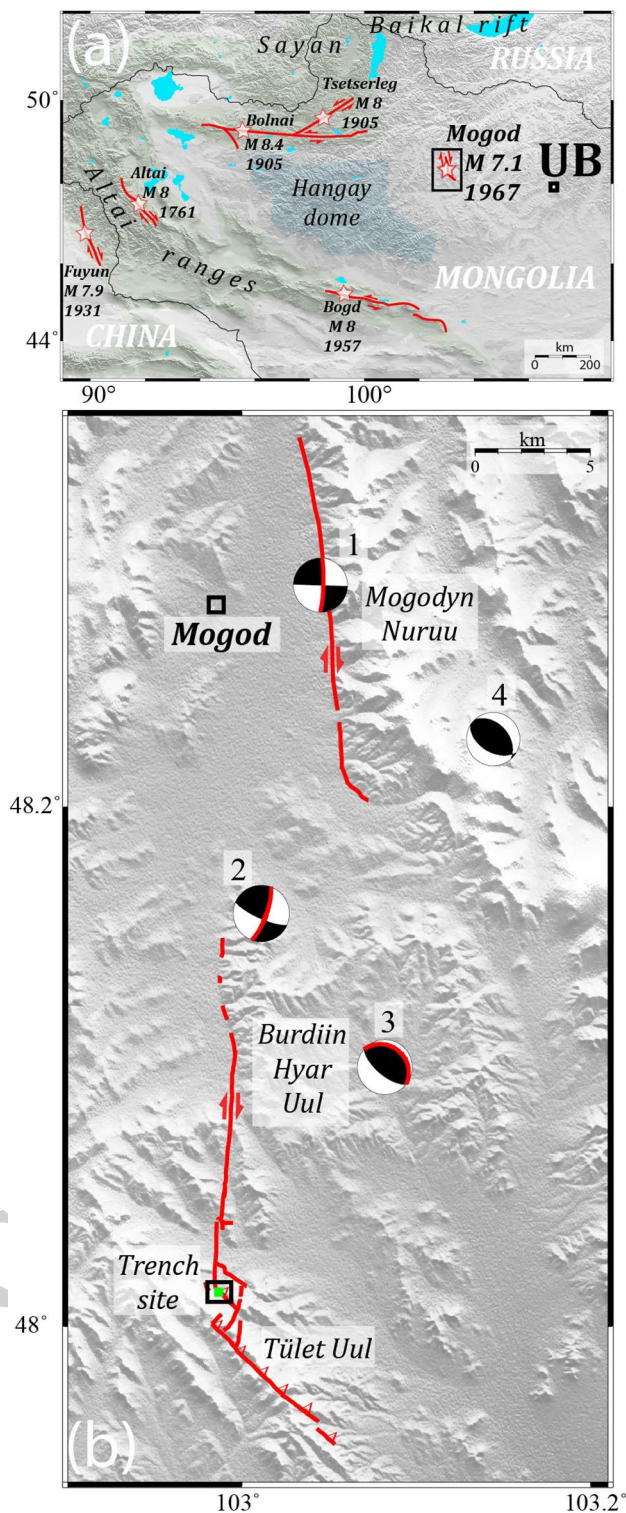 (a)
Sayan
Baikal rift
RUSSIA
50°
Tsetserleg
M 8
1905
Bolnai
M 8.4
1905
Mogod
M 7.1
1967
UB
Altai
M 8
1761
Hangay
dome
Altai
ranges
MONGOLIA
Fuyun
M 7.9
1931
Bogd
M 8
1957
CHINA
44°
km
0 200
90° 100°
km
0 5
1
Mogodyn
Nuruu
Mogod
4
48.2°
2
3
Burdiin
Hyar
Uul
Trench
site
48°
Tület Uul
(b)
103° 103.2°